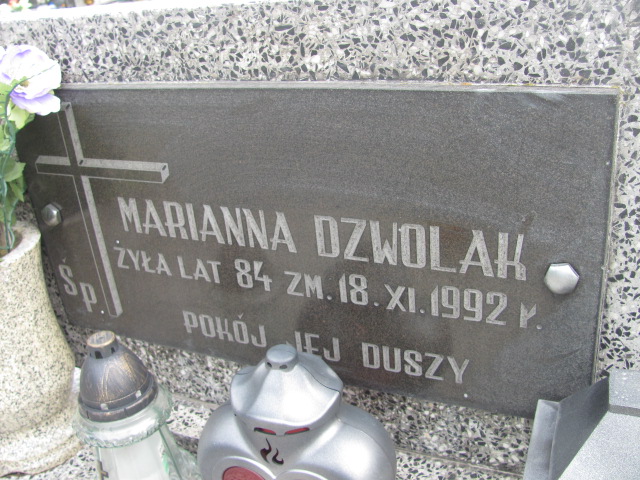 MARIANNA DZWOLAK
ŚP
ŻYŁA LAT 84 ZM. 18. XI. 1992 r.
POKÓJ JEJ DUSZY